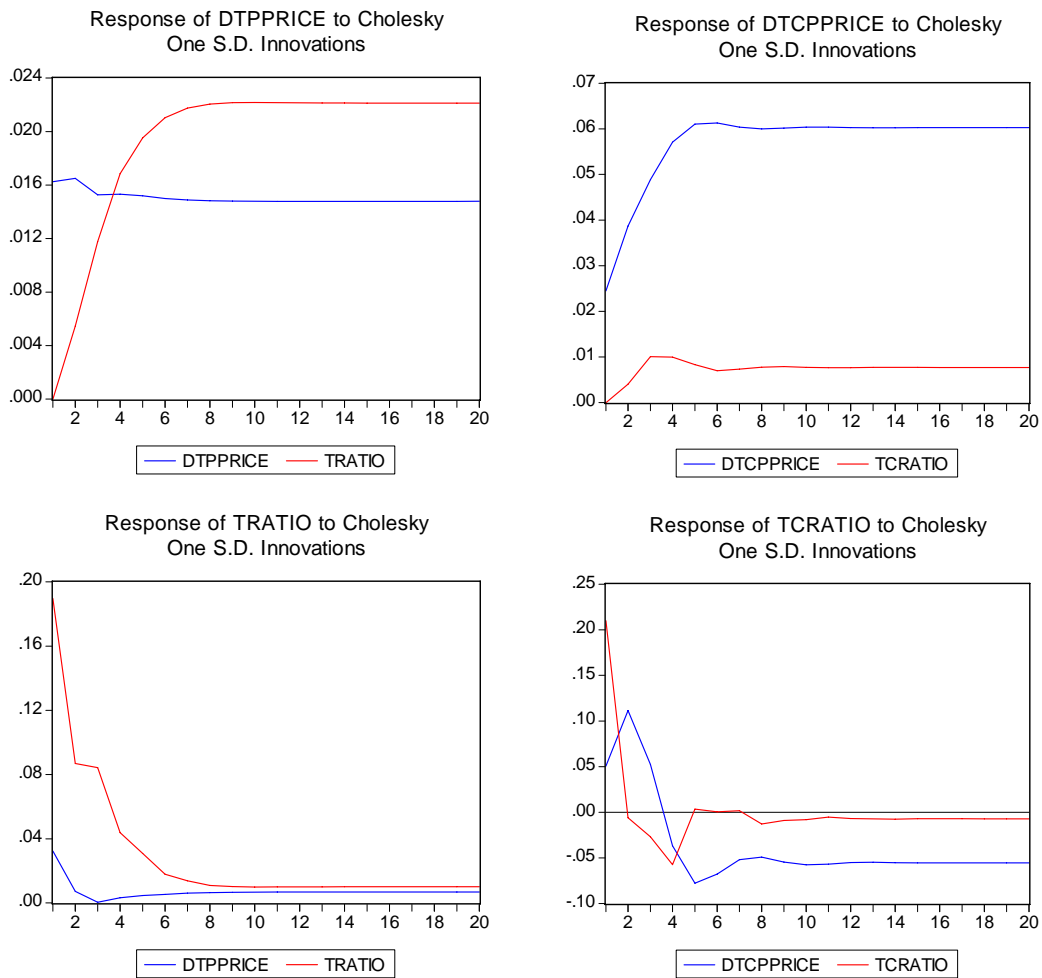 Response of DTPPRICE to Cholesky
One S.D. Innovations
.024
.020
.016
.012
.008
.004
.000
2 4 6 8 10 12 14 16 18 20
DTPPRICE TRATIO
Response of DTCPPRICE to Cholesky
One S.D. Innovations
.07
.06
.05
.04
.03
.02
.01
.00
2 4 6 8 10 12 14 16 18 20
DTCPPRICE TCRATIO
Response of TRATIO to Cholesky
One S.D. Innovations
.20
.16
.12
.08
.04
.00
2 4 6 8 10 12 14 16 18 20
DTPPRICE TRATIO
Response of TCRATIO to Cholesky
One S.D. Innovations
.25
.20
.15
.10
.05
.00
-.05
-.10
2 4 6 8 10 12 14 16 18 20
DTCPPRICE TCRATIO